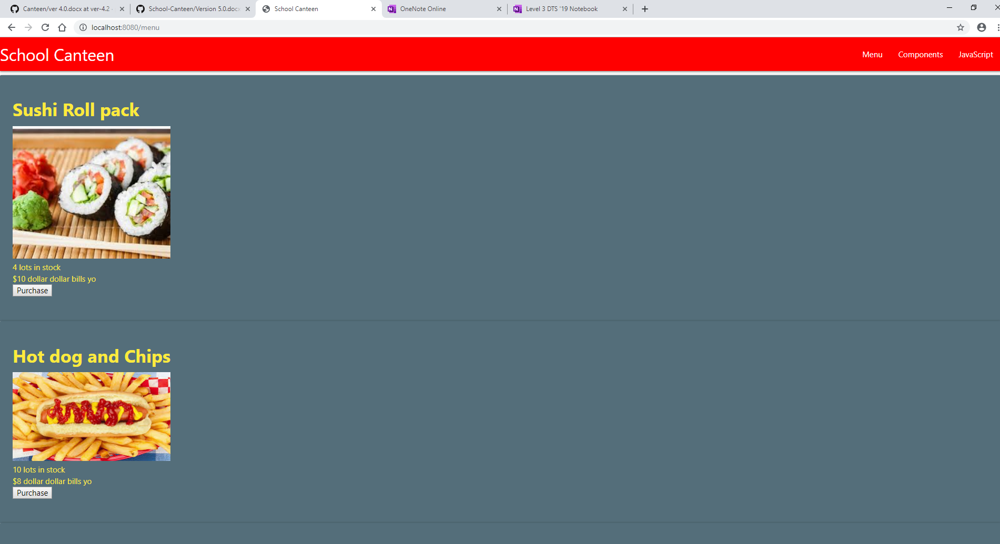 Canteen/ver 4.0.docx at ver-4.2
School-Canteen/Version 5.0.docx
School Canteen
OneNote Online
Level 3 DTS '19 Notebook
localhost:8080/menu
School Canteen
Menu
Components
JavaScript
Sushi Roll pack
4 lots in stock
$10 dollar dollar bills yo
Purchase
Hot dog and Chips
10 lots in stock
$8 dollar dollar bills yo
Purchase